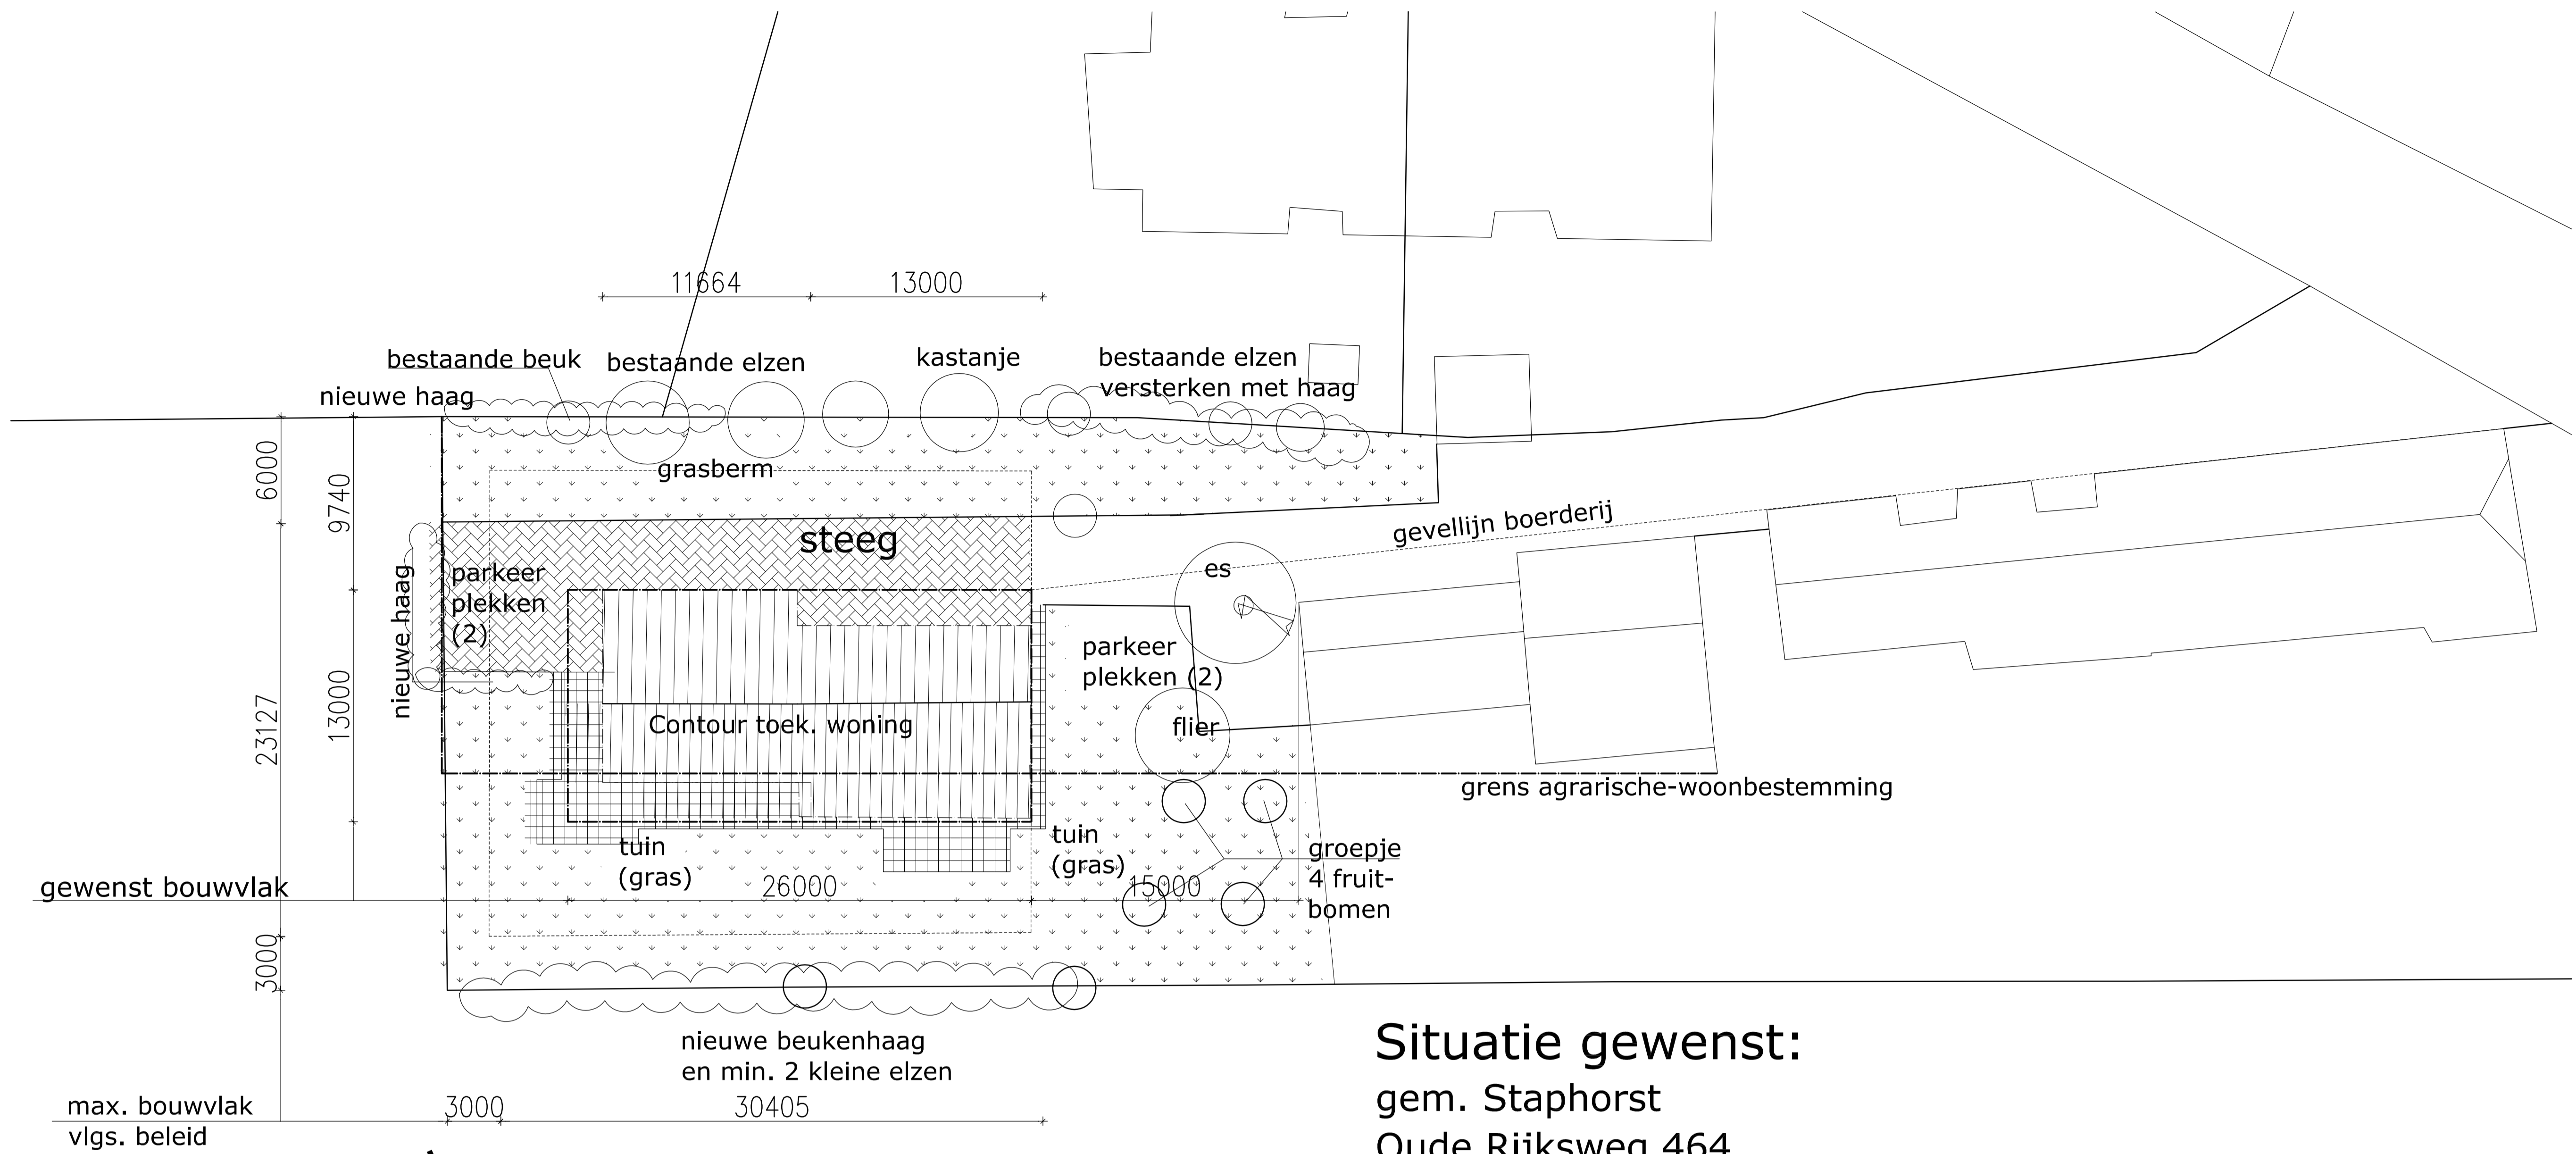 11664
13000
bestaande beuk
bestaande elzen
kastanje
bestaande elzen
versterken met haag
nieuwe haag
6000
9740
grasberm
steeg
gevellijn boerderij
es
nieuwe haag
parkeer
plekken
(2)
parkeer
plekken (2)
23127
13000
Contour toek. woning
flier
grens agrarische-woonbestemming
tuin
(gras)
tuin
(gras)
groepje
4 fruit-
bomen
gewenst bouwvlak
26000
15000
3000
nieuwe beukenhaag
en min. 2 kleine elzen
max. bouwvlak
vlgs. beleid
3000
30405
Situatie gewenst:
gem. Staphorst
Oude Rijksweg 464